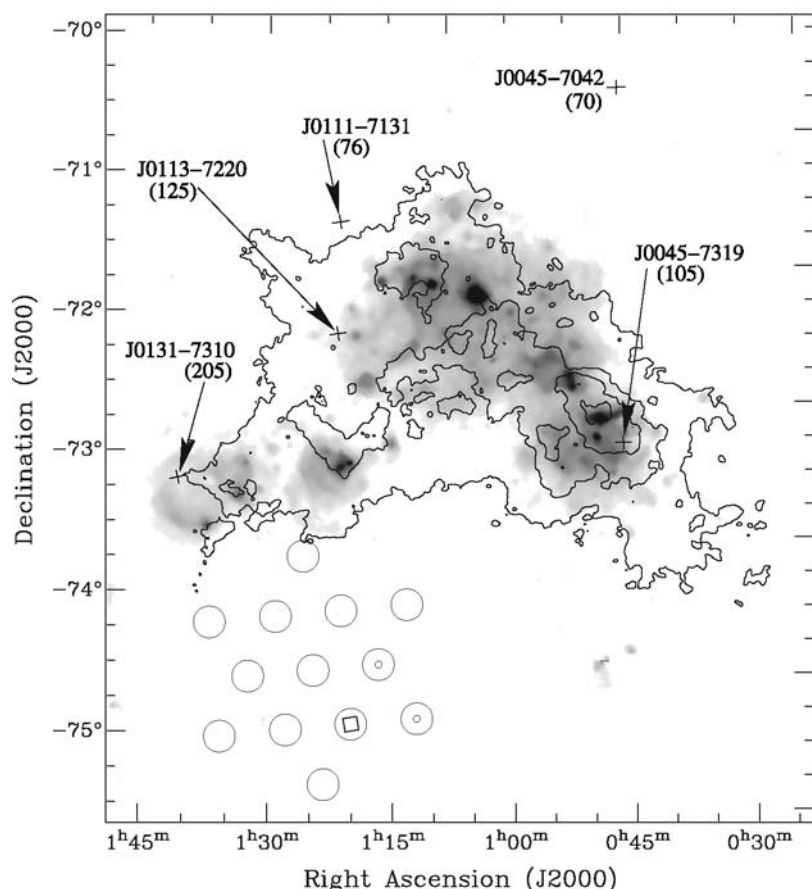 −70°
J0045−7042
(70)
J0111−7131
(76)
−71°
J0113−7220
(125)
J0045−7319
(105)
−72°
J0131−7310
(205)
−73°
−74°
−75°
Declination (J2000)
1ʰ45ᵐ 1ʰ30ᵐ 1ʰ15ᵐ 1ʰ00ᵐ 0ʰ45ᵐ 0ʰ30ᵐ
Right Ascension (J2000)